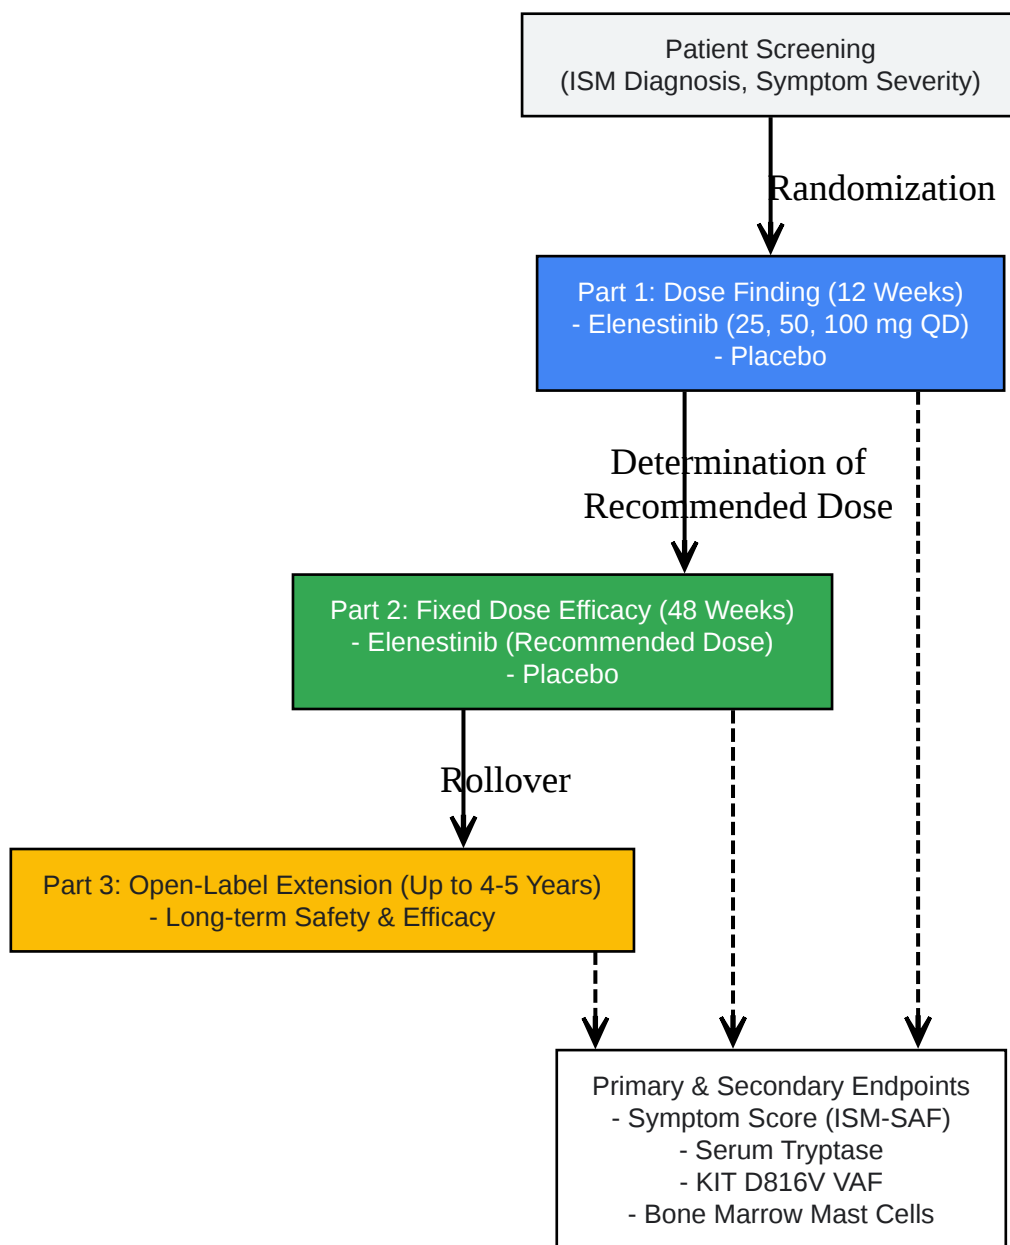 Patient Screening
(ISM Diagnosis, Symptom Severity)
Randomization
Part 1: Dose Finding (12 Weeks)
- Elenestinib (25, 50, 100 mg QD)
- Placebo
Determination of
Recommended Dose
Part 2: Fixed Dose Efficacy (48 Weeks)
- Elenestinib (Recommended Dose)
- Placebo
Rollover
Part 3: Open-Label Extension (Up to 4-5 Years)
- Long-term Safety & Efficacy
Primary & Secondary Endpoints
- Symptom Score (ISM-SAF)
- Serum Tryptase
- KIT D816V VAF
- Bone Marrow Mast Cells